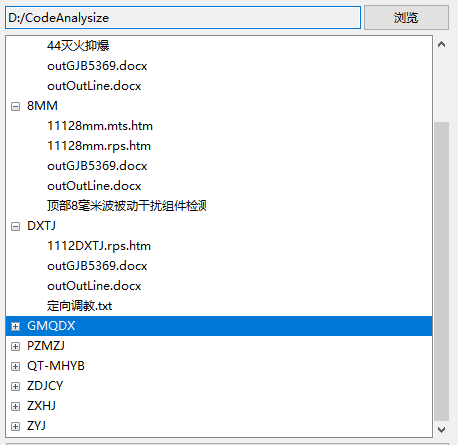 D:/CodeAnalysize 浏览
44灭火抑爆
outGJB5369.docx
outOutLine.docx
8MM
11128mm.mts.htm
11128mm.rps.htm
outGJB5369.docx
outOutLine.docx
顶部8毫米波被动干扰组件检测
DXTJ
1112DXTJ.rps.htm
outGJB5369.docx
outOutLine.docx
定向调教.txt
GMQDX
PZMZJ
QT-MHYB
ZDJCY
ZXHJ
ZYJ